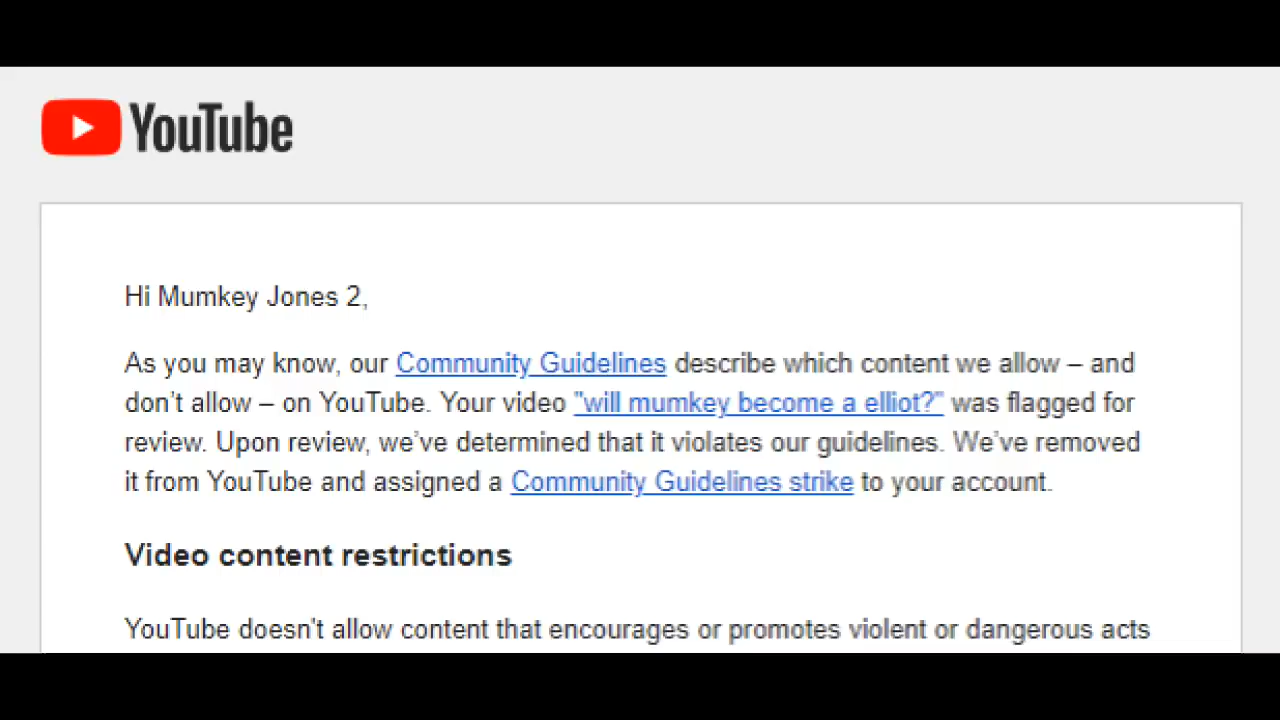 YouTube
Hi Mumkey Jones 2,
As you may know, our Community Guidelines describe which content we allow – and
don't allow – on YouTube. Your video "will mumkey become a elliot?" was flagged for
review. Upon review, we've determined that it violates our guidelines. We've removed
it from YouTube and assigned a Community Guidelines strike to your account.
Video content restrictions
YouTube doesn't allow content that encourages or promotes violent or dangerous acts